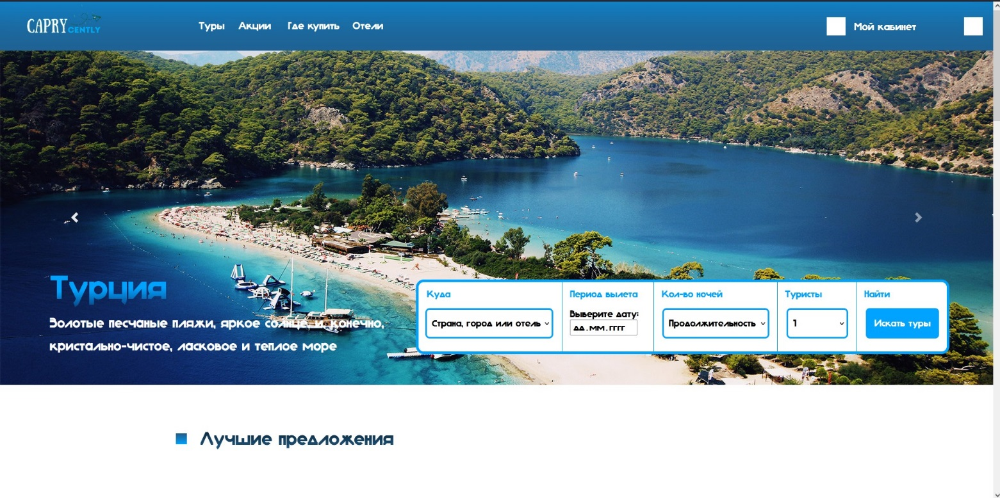 CAPRY CENTLY
Туры Акции Где купить Отели Мой кабинет
Турция
Золотые песчаные пляжи, яркое солнце, и, конечно,
кристально-чистое, ласковое и теплое море
Куда Период вылета Кол-во ночей Туристы Найти
Выберите дату:
Страна, город или отель дд.мм.гггг Продолжительность 1 Искать туры
Лучшие предложения